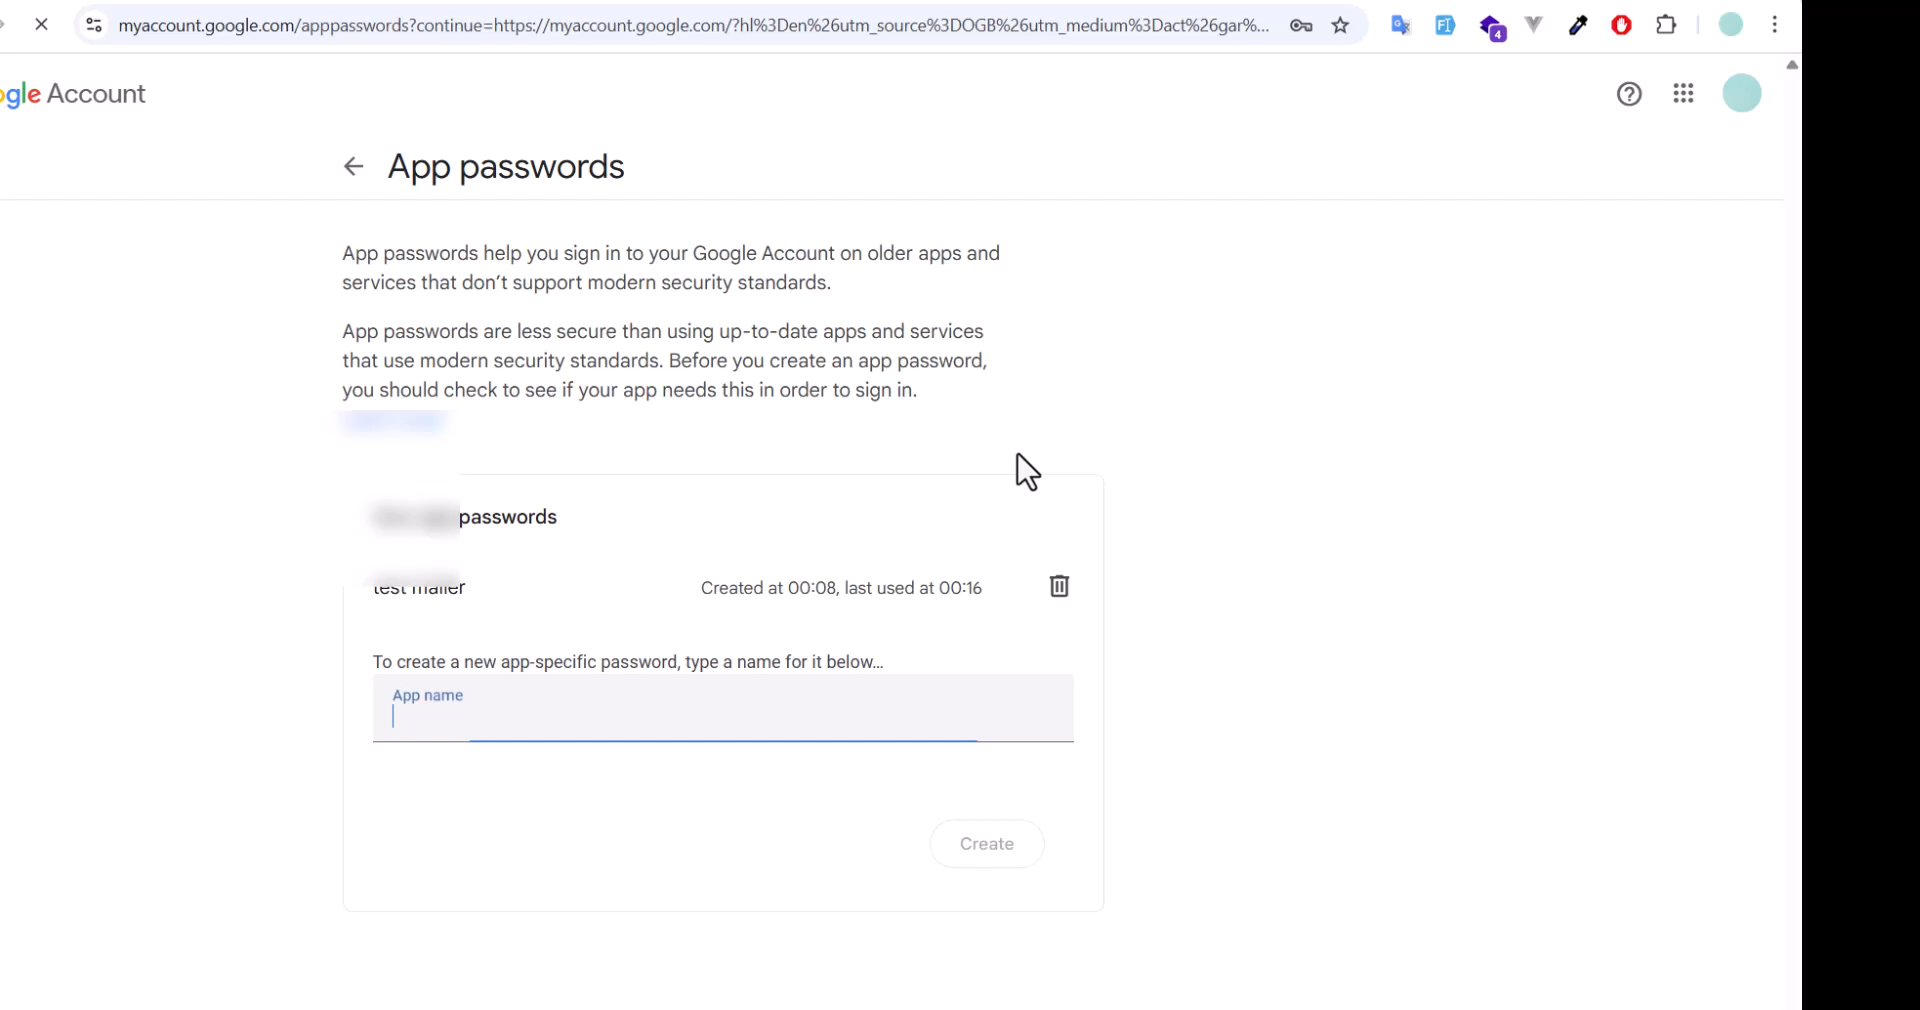 myaccount.google.com/apppasswords?continue=https://myaccount.google.com/?hl%3Den%26utm_source%3DOGB%26utm_medium%3Dact%26gar%...
4
ogle Account
App passwords
App passwords help you sign in to your Google Account on older apps and
services that don’t support modern security standards.
App passwords are less secure than using up-to-date apps and services
that use modern security standards. Before you create an app password,
you should check to see if your app needs this in order to sign in.
passwords
test mailer Created at 00:08, last used at 00:16
To create a new app-specific password, type a name for it below...
App name
Create